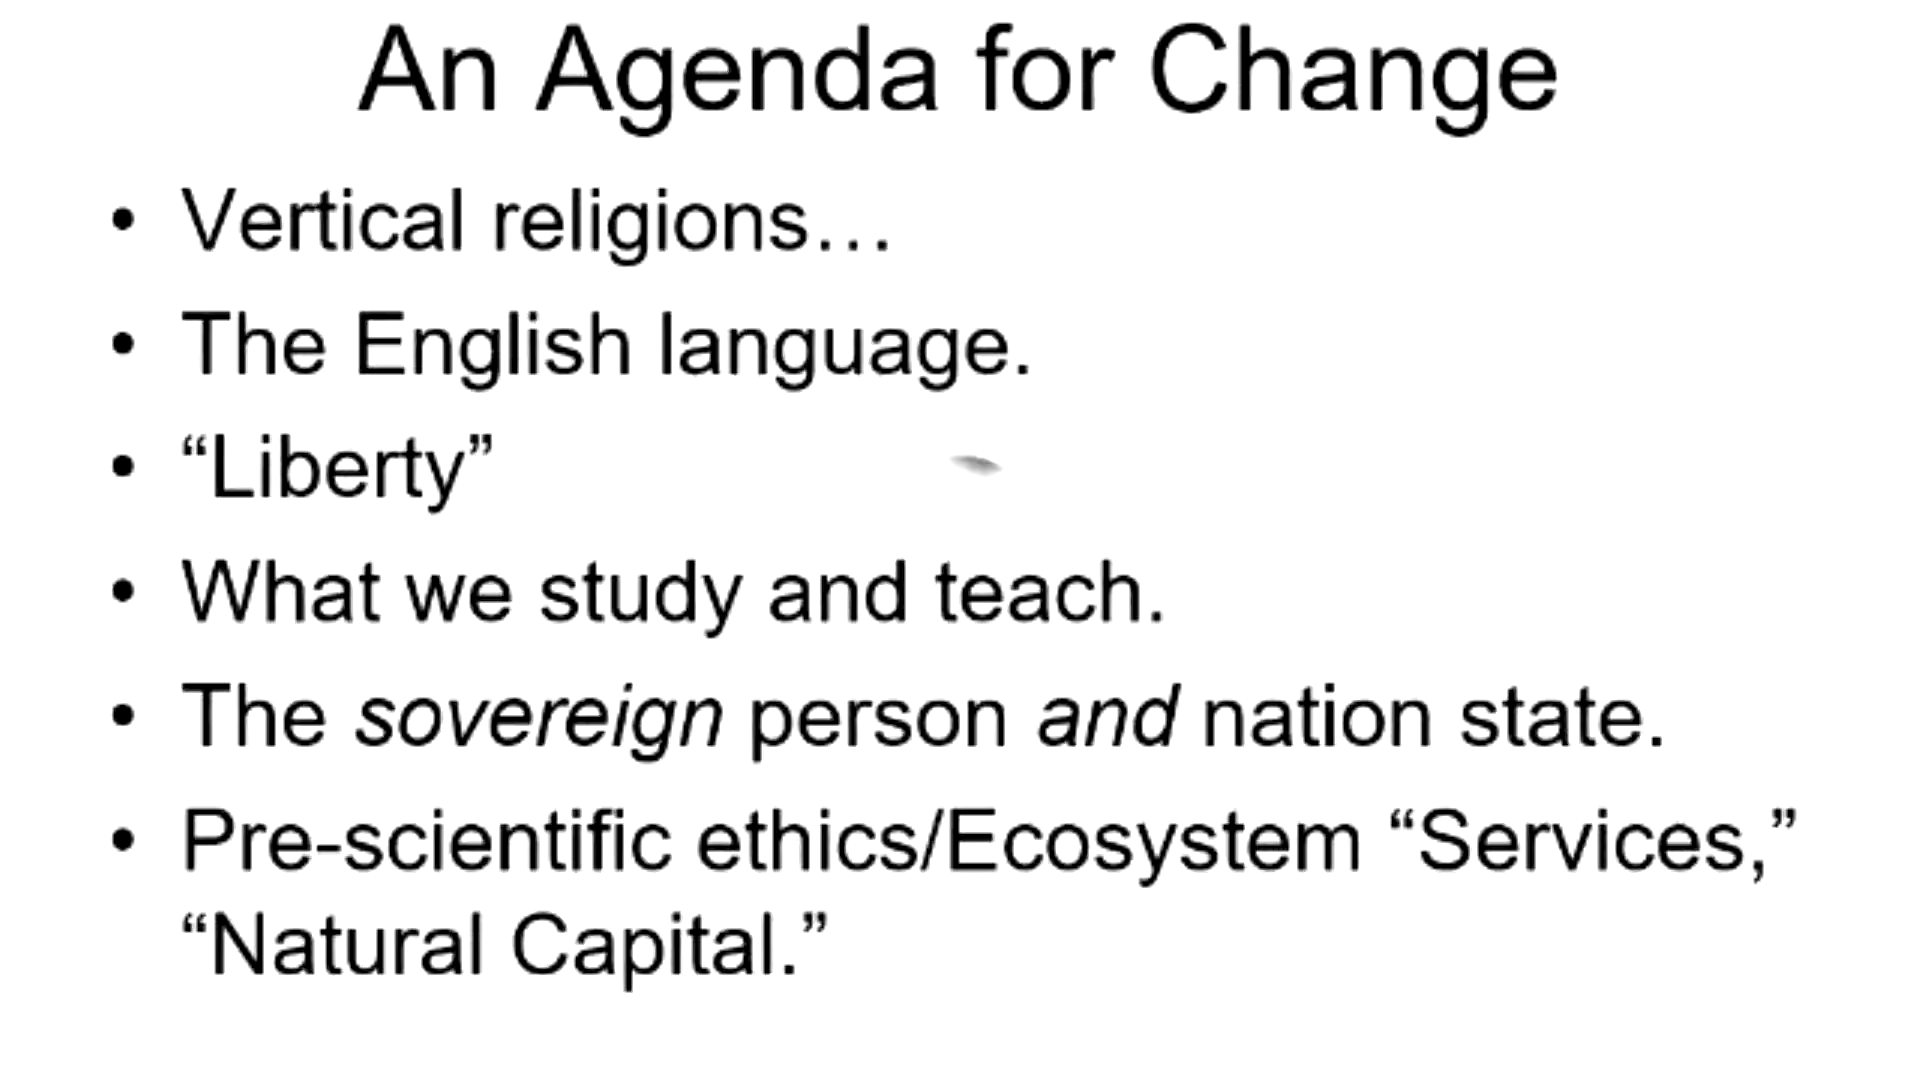 An Agenda for Change
• Vertical religions…
• The English language.
• “Liberty”
• What we study and teach.
• The sovereign person and nation state.
• Pre-scientific ethics/Ecosystem “Services,”
“Natural Capital.”